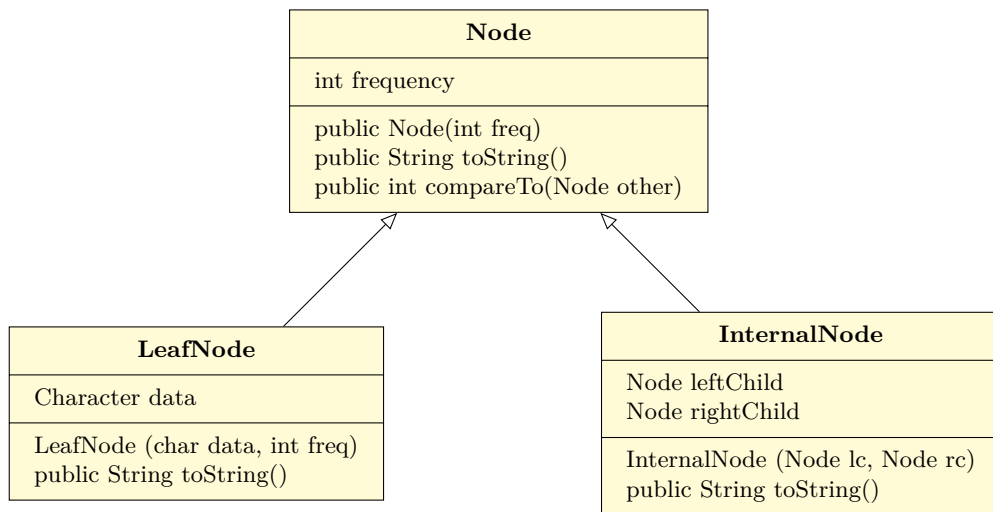 Node
int frequency
public Node(int freq)
public String toString()
public int compareTo(Node other)
LeafNode
Character data
LeafNode (char data, int freq)
public String toString()
InternalNode
Node leftChild
Node rightChild
InternalNode (Node lc, Node rc)
public String toString()